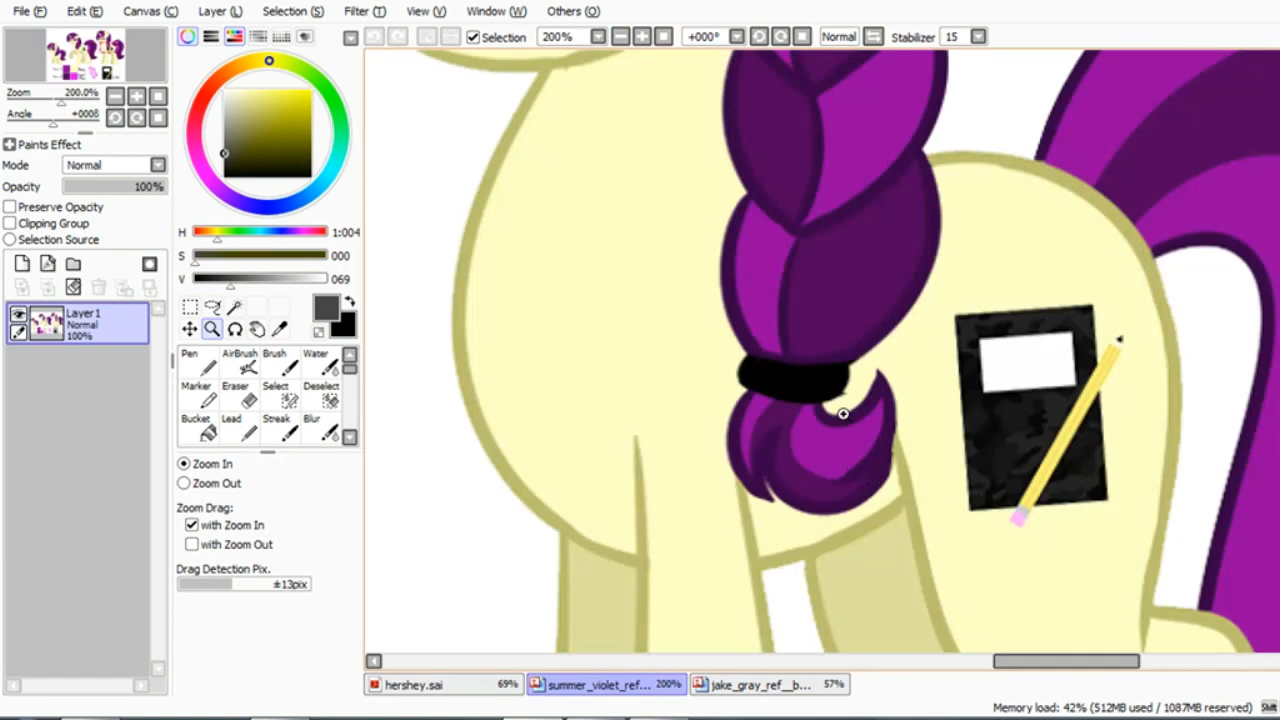 File (F) Edit (E) Canvas (C) Layer (L) Selection (S) Filter (T) View (V) Window (W) Others (O)
Selection 200% +000° Normal Stabilizer 15
Zoom 200.0%
Angle +000ß
Paints Effect
Mode Normal
Opacity 100%
Preserve Opacity
Clipping Group
Selection Source
Layer1
Normal
100%
H 1:004
S 000
V 069
Pen AirBrush Brush Water
Marker Eraser Select Deselect
Bucket Lead Streak Blur
Zoom In
Zoom Out
Zoom Drag:
with Zoom In
with Zoom Out
Drag Detection Pix.
±13pix
hershey.sai 69% summer_violet_ref... 200% jake_gray_ref__b... 57%
Memory load: 42% (512MB used / 1087MB reserved)